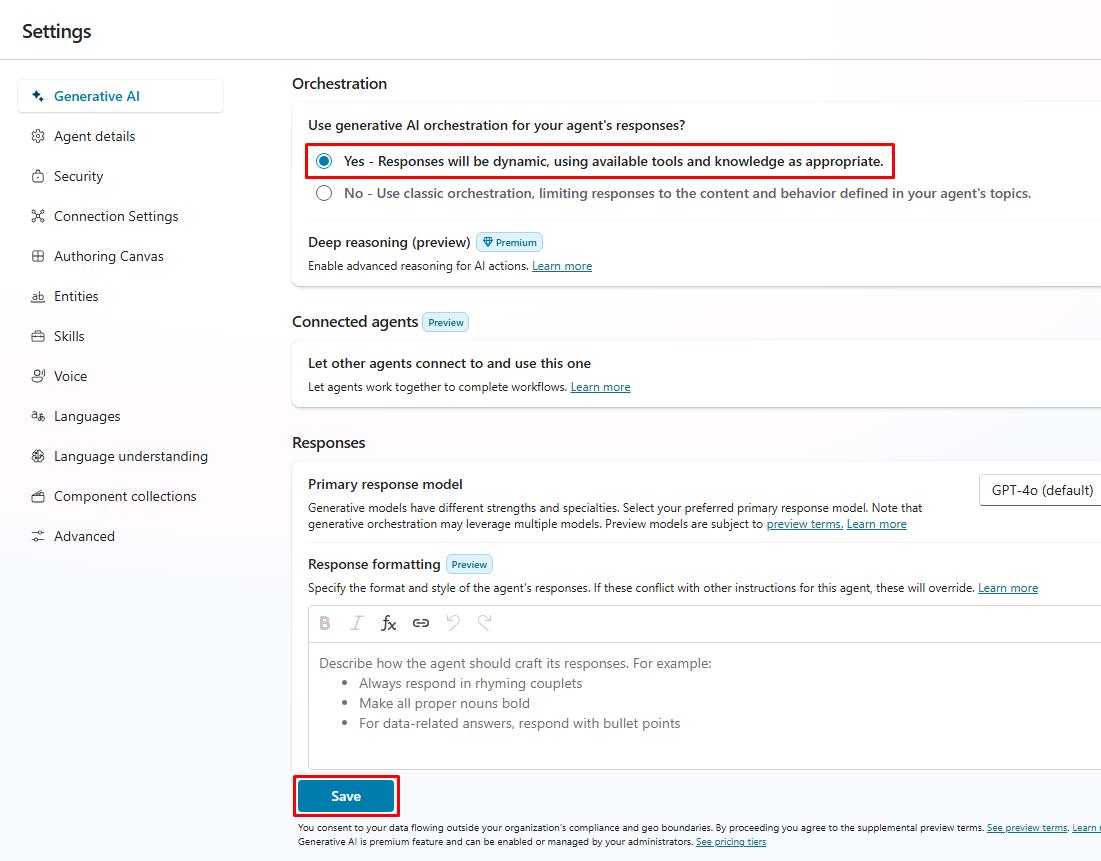 Settings
Generative AI
Agent details
Security
Connection Settings
Authoring Canvas
Entities
Skills
Voice
Languages
Language understanding
Component collections
Advanced
Orchestration
Use generative AI orchestration for your agent's responses?
Yes - Responses will be dynamic, using available tools and knowledge as appropriate.
No - Use classic orchestration, limiting responses to the content and behavior defined in your agent's topics.
Deep reasoning (preview) Premium
Enable advanced reasoning for AI actions. Learn more
Connected agents Preview
Let other agents connect to and use this one
Let agents work together to complete workflows. Learn more
Responses
Primary response model
GPT-4o (default)
Generative models have different strengths and specialties. Select your preferred primary response model. Note that
generative orchestration may leverage multiple models. Preview models are subject to preview terms. Learn more
Response formatting Preview
Specify the format and style of the agent's responses. If these conflict with other instructions for this agent, these will override. Learn more
B I fx
Describe how the agent should craft its responses. For example:
• Always respond in rhyming couplets
• Make all proper nouns bold
• For data-related answers, respond with bullet points
Save
You consent to your data flowing outside your organization's compliance and geo boundaries. By proceeding you agree to the supplemental preview terms. See preview terms. Learn
Generative AI is premium feature and can be enabled or managed by your administrators. See pricing tiers